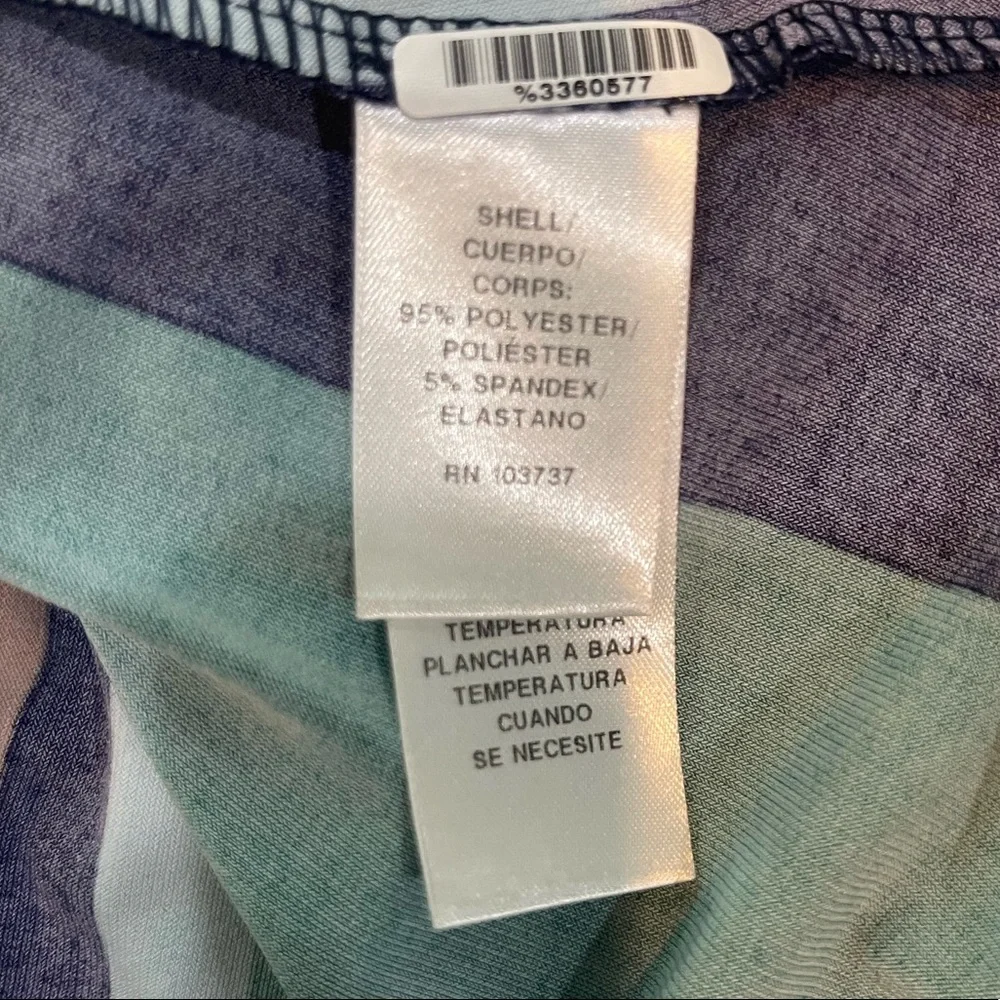 %3360577
SHELL/
CUERPO/
CORPS:
95% POLYESTER/
POLIÉSTER
5% SPANDEX/
ELASTANO
RN 103737
TEMPERATURA
PLANCHAR A BAJA
TEMPERATURA
CUANDO
SE NECESITE